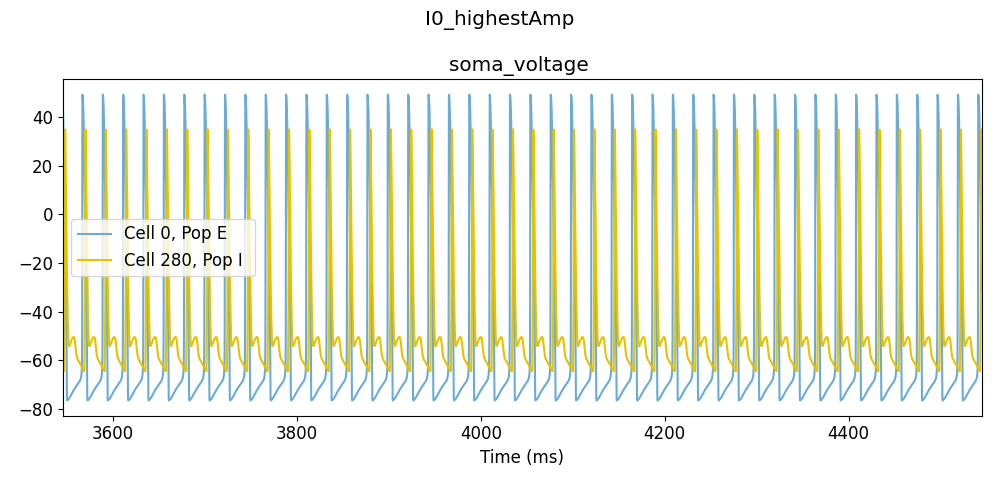 I0_highestAmp
soma_voltage
40
20
0
−20
−40
−60
−80
Cell 0, Pop E
Cell 280, Pop I
3600 3800 4000 4200 4400
Time (ms)